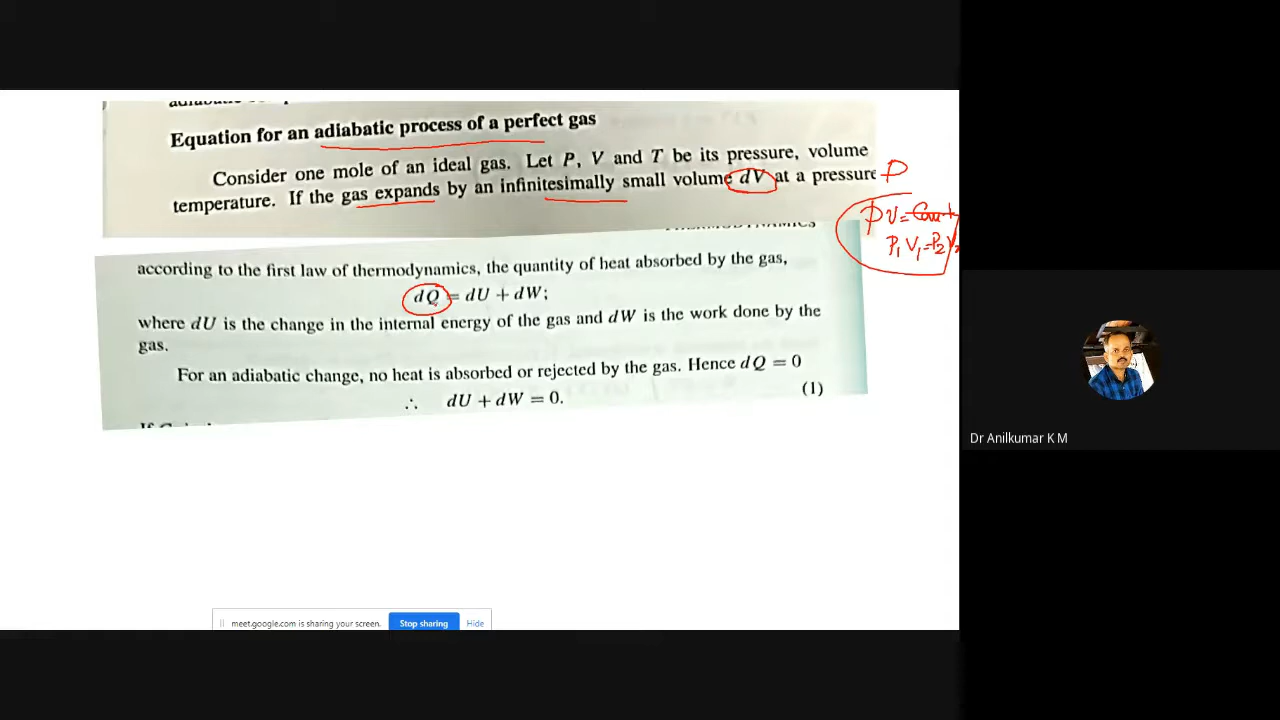 Equation for an adiabatic process of a perfect gas
Consider one mole of an ideal gas. Let P, V and T be its pressure, volume
temperature. If the gas expands by an infinitesimally small volume dV at a pressure P
PV = Const
P₁ V₁ = P₂ V₂
according to the first law of thermodynamics, the quantity of heat absorbed by the gas,
dQ = dU + dW;
where dU is the change in the internal energy of the gas and dW is the work done by the
gas.
For an adiabatic change, no heat is absorbed or rejected by the gas. Hence dQ = 0
∴ dU + dW = 0. (1)
Dr Anilkumar K M
meet.google.com is sharing your screen. Stop sharing Hide